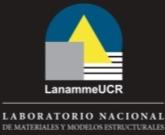 LanammeUCR
LABORATORIO NACIONAL
DE MATERIALES Y MODELOS ESTRUCTURALES